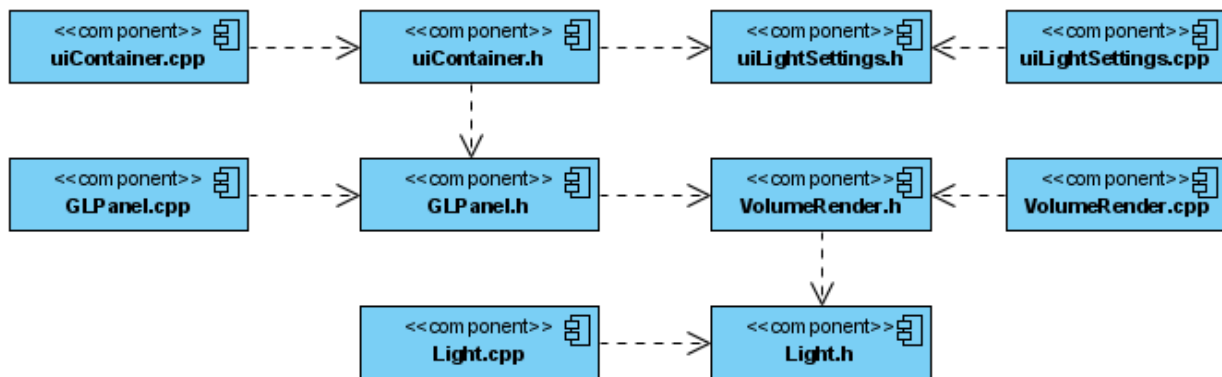 <<component>>
uiContainer.cpp
<<component>>
uiContainer.h
<<component>>
uiLightSettings.h
<<component>>
uiLightSettings.cpp
<<component>>
GLPanel.cpp
<<component>>
GLPanel.h
<<component>>
VolumeRender.h
<<component>>
VolumeRender.cpp
<<component>>
Light.cpp
<<component>>
Light.h